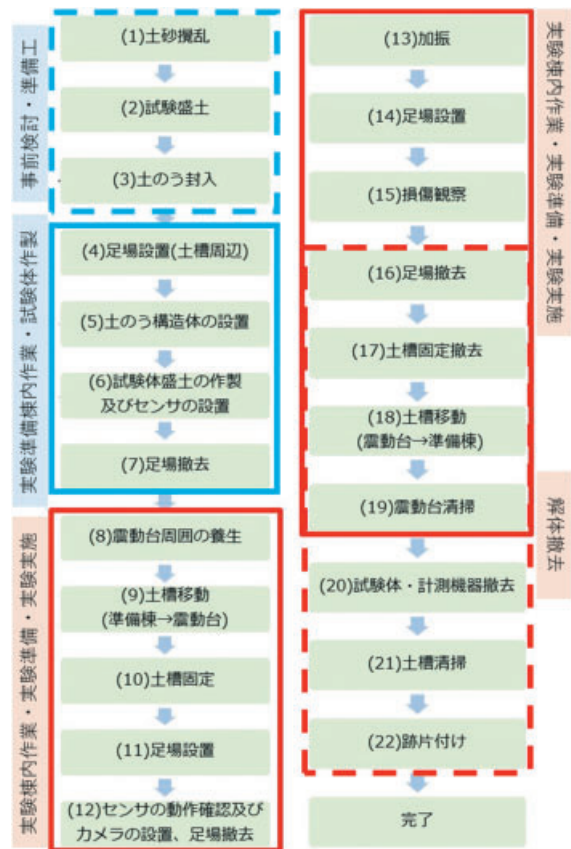 事前検討・準備工
(1)土砂攪乱
(2)試験盛土
(3)土のう封入
実験準備棟内作業・試験体作製
(4)足場設置(土槽周辺)
(5)土のう構造体の設置
(6)試験体盛土の作製
及びセンサの設置
(7)足場撤去
実験棟内作業・実験準備・実験実施
(8)震動台周囲の養生
(9)土槽移動
(準備棟→震動台)
(10)土槽固定
(11)足場設置
(12)センサの動作確認及び
カメラの設置、足場撤去
実験棟内作業・実験準備・実験実施
(13)加振
(14)足場設置
(15)損傷観察
(16)足場撤去
(17)土槽固定撤去
(18)土槽移動
(震動台→準備棟)
(19)震動台清掃
解体撤去
(20)試験体・計測機器撤去
(21)土槽清掃
(22)跡片付け
完了